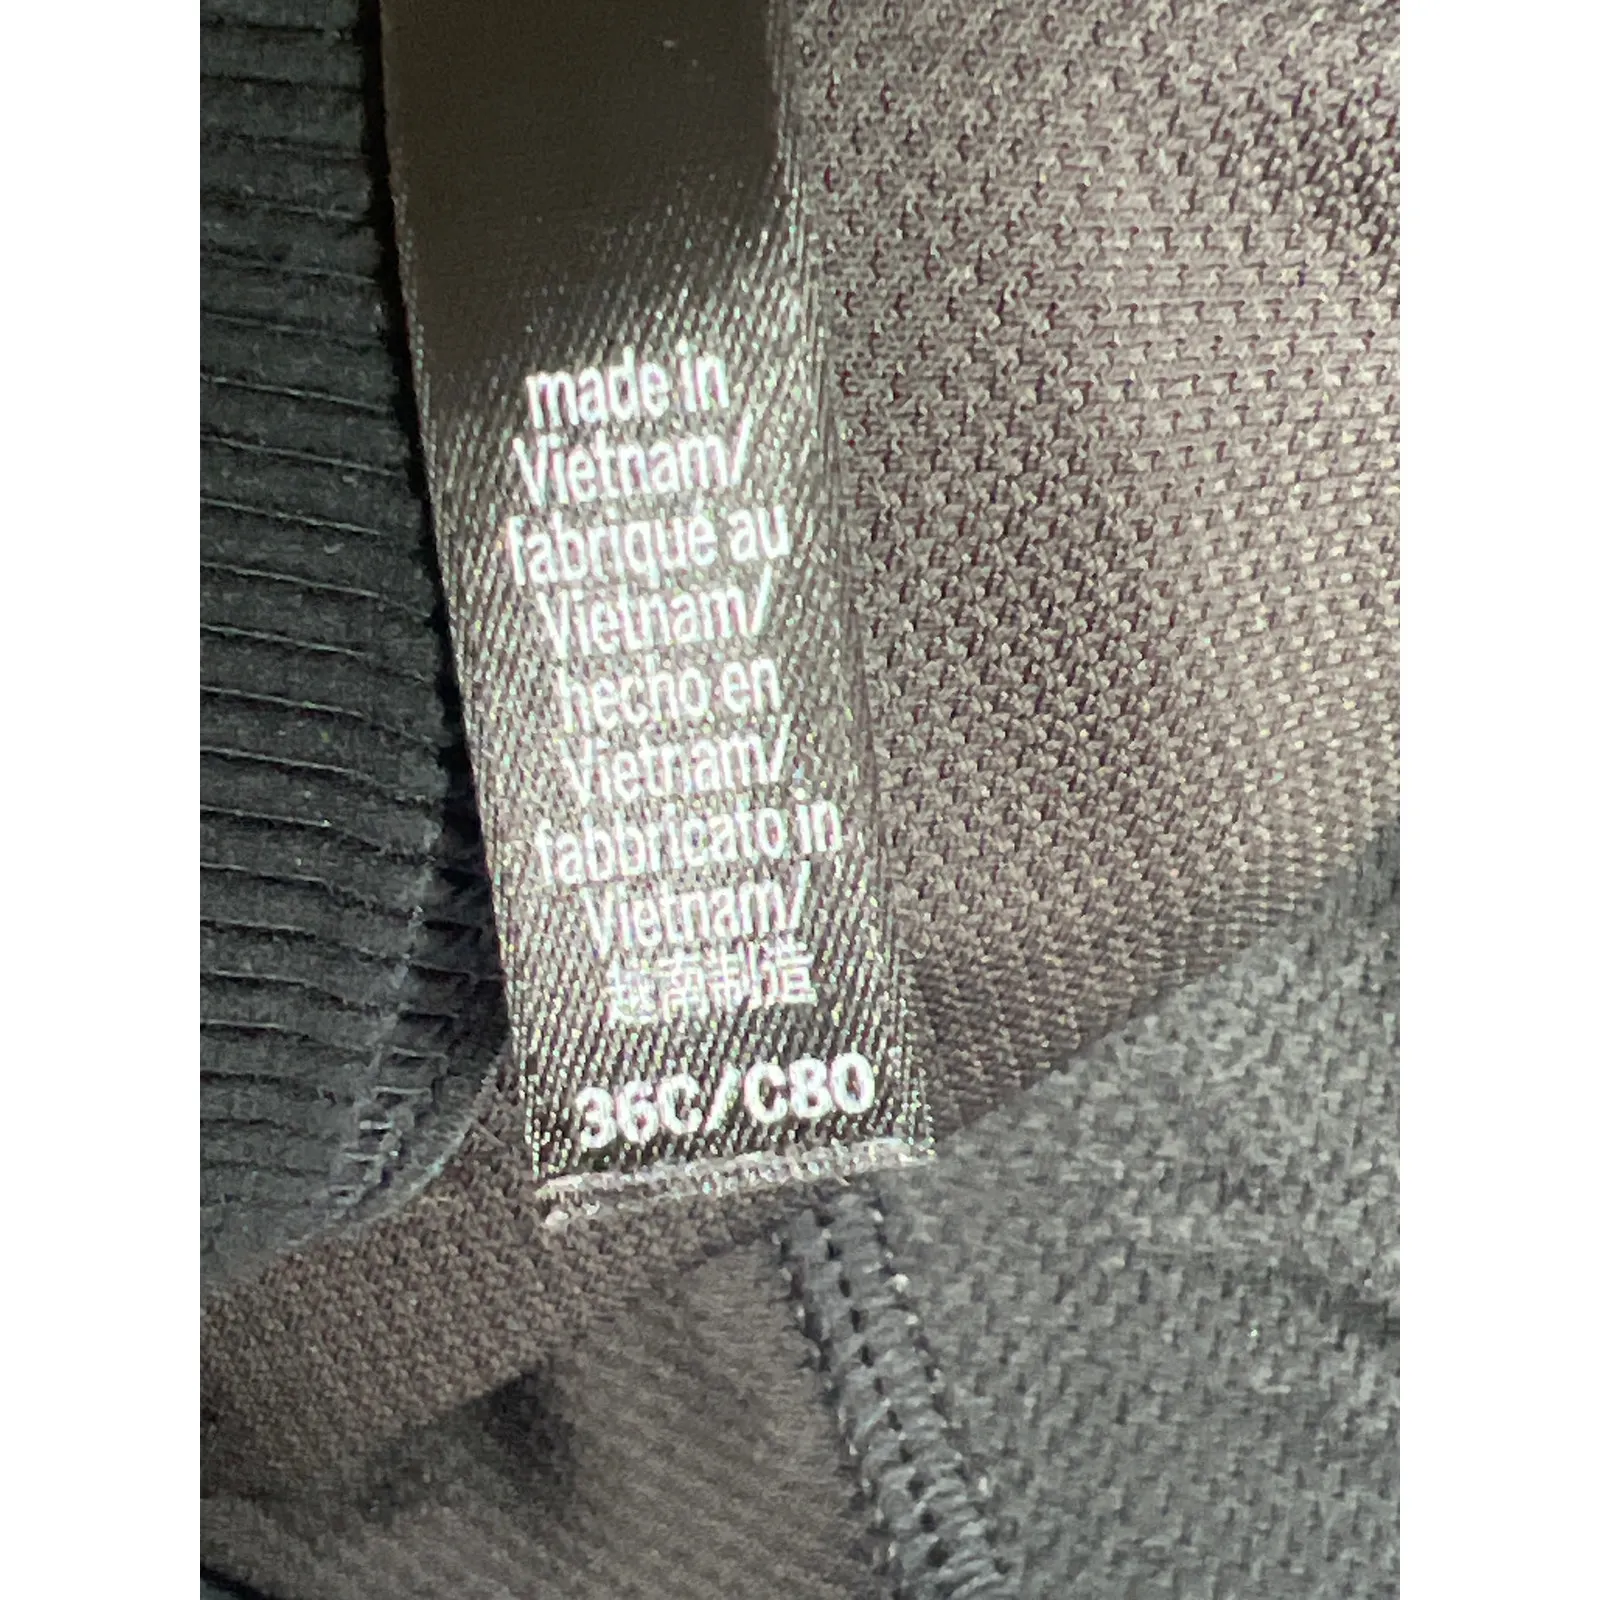 made in
Vietnam/
fabriqué au
Vietnam/
hecho en
Vietnam/
fabbricato in
Vietnam/
越南制造
36C/C80